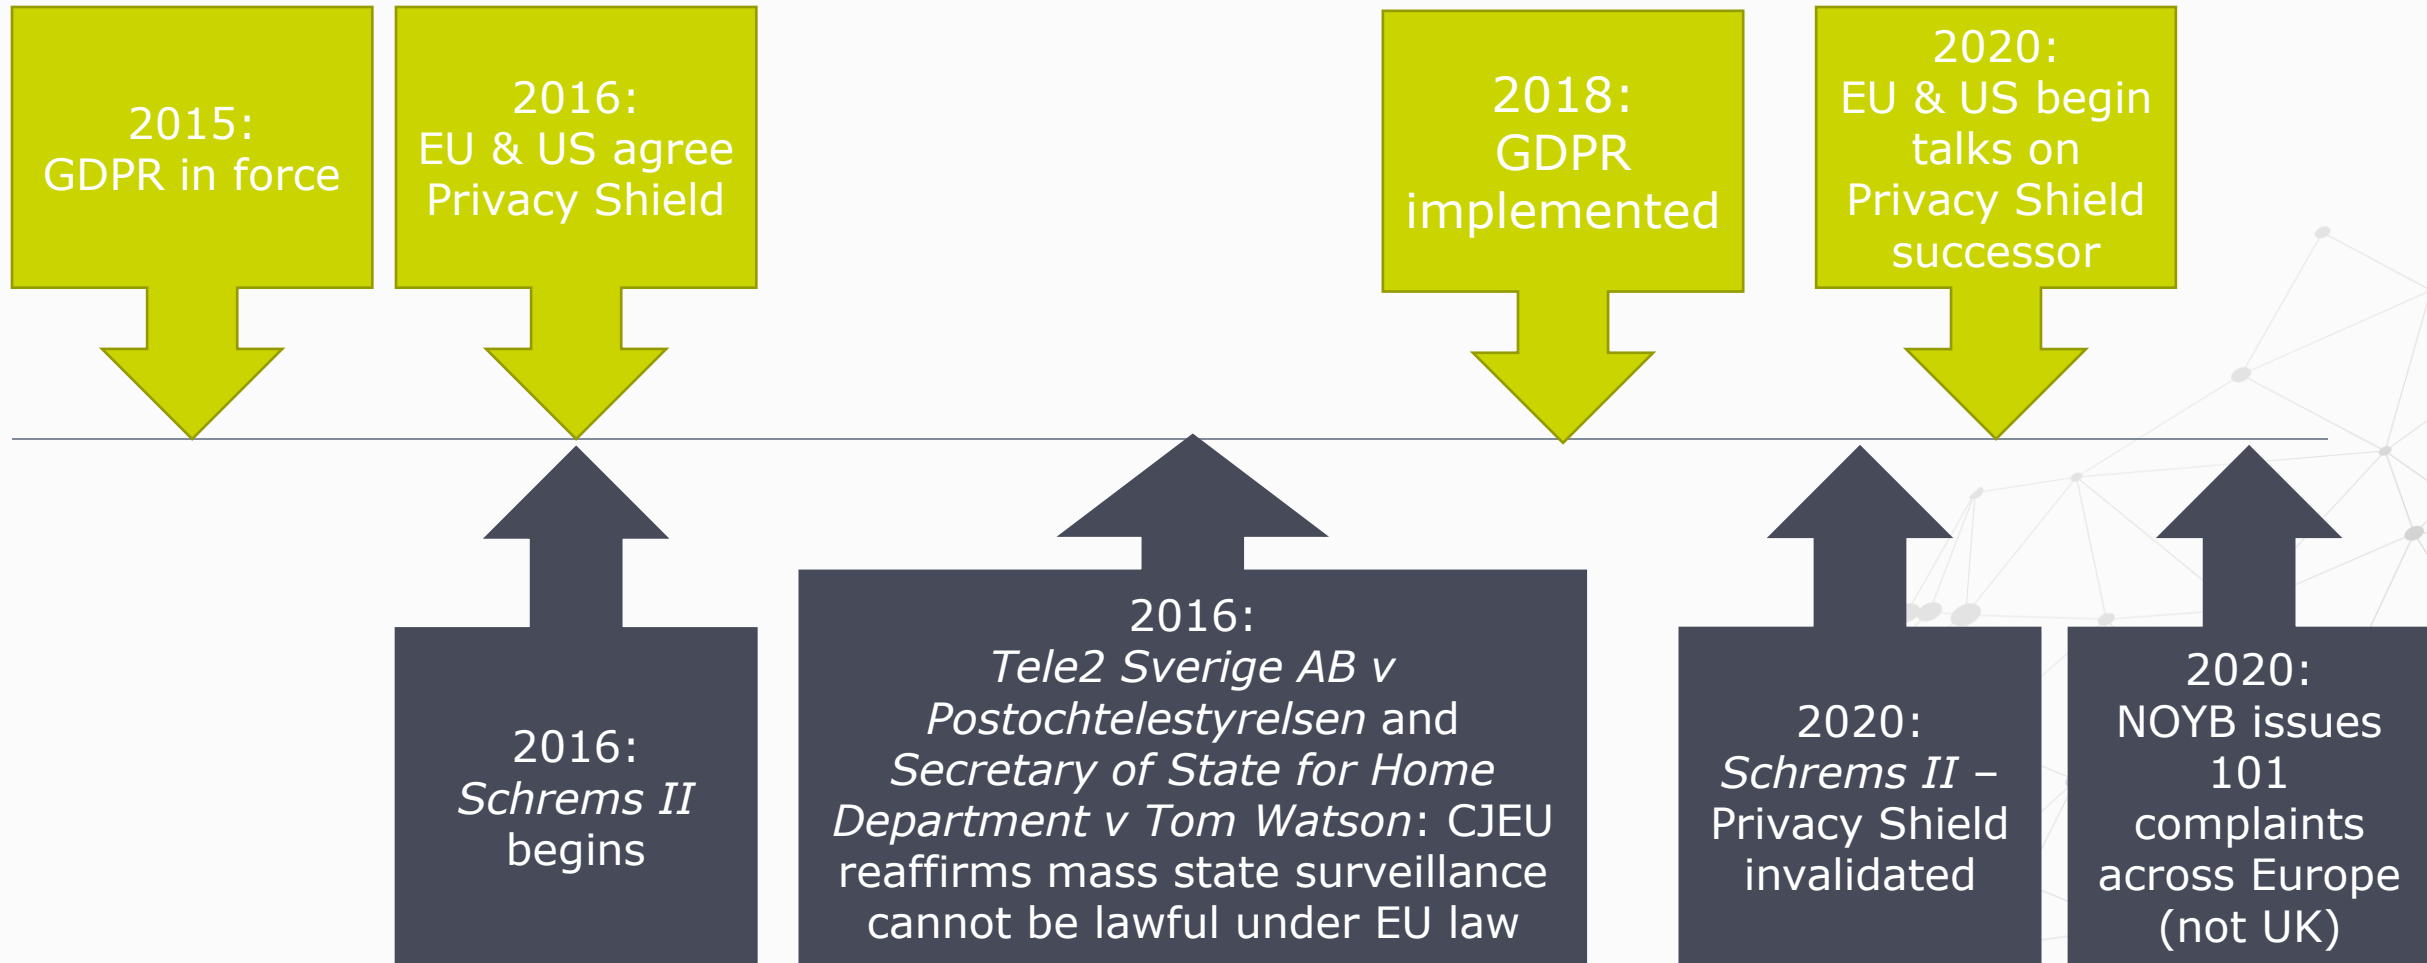 2015:
GDPR in force
2016:
EU & US agree
Privacy Shield
2018:
GDPR
implemented
2020:
EU & US begin
talks on
Privacy Shield
successor
2016:
Schrems II
begins
2016:
Tele2 Sverige AB v
Postochtelestyrelsen and
Secretary of State for Home
Department v Tom Watson: CJEU
reaffirms mass state surveillance
cannot be lawful under EU law
2020:
Schrems II –
Privacy Shield
invalidated
2020:
NOYB issues
101
complaints
across Europe
(not UK)